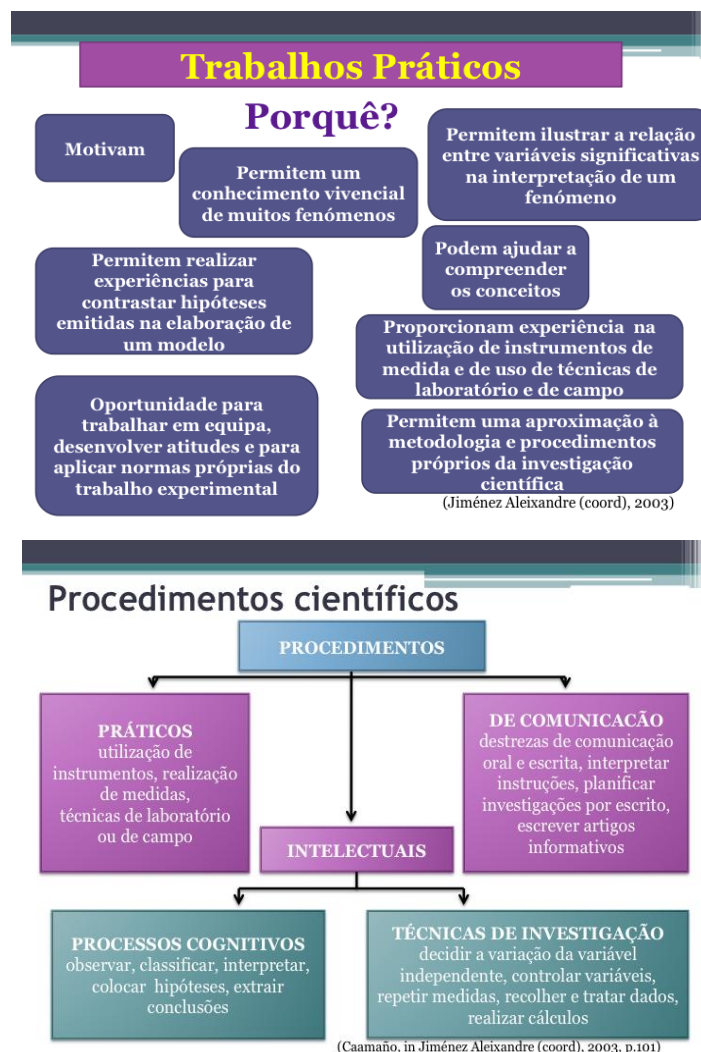 Trabalhos Práticos
Porquê?
Motivam
Permitem um
conhecimento vivencial
de muitos fenómenos
Permitem ilustrar a relação
entre variáveis significativas
na interpretação de um
fenómeno
Permitem realizar
experiências para
contrastar hipóteses
emitidas na elaboração de
um modelo
Podem ajudar a
compreender
os conceitos
Proporcionam experiência na
utilização de instrumentos de
medida e de uso de técnicas de
laboratório e de campo
Oportunidade para
trabalhar em equipa,
desenvolver atitudes e para
aplicar normas próprias do
trabalho experimental
Permitem uma aproximação à
metodologia e procedimentos
próprios da investigação
científica
(Jiménez Aleixandre (coord), 2003)
Procedimentos científicos
PROCEDIMENTOS
PRÁTICOS
utilização de
instrumentos, realização
de medidas,
técnicas de laboratório
ou de campo
DE COMUNICACÃO
destrezas de comunicação
oral e escrita, interpretar
instruções, planificar
investigações por escrito,
escrever artigos
informativos
INTELECTUAIS
PROCESSOS COGNITIVOS
observar, classificar, interpretar,
colocar hipóteses, extrair
conclusões
TÉCNICAS DE INVESTIGAÇÃO
decidir a variação da variável
independente, controlar variáveis,
repetir medidas, recolher e tratar dados,
realizar cálculos
(Caamaño, in Jiménez Aleixandre (coord), 2003, p.101)